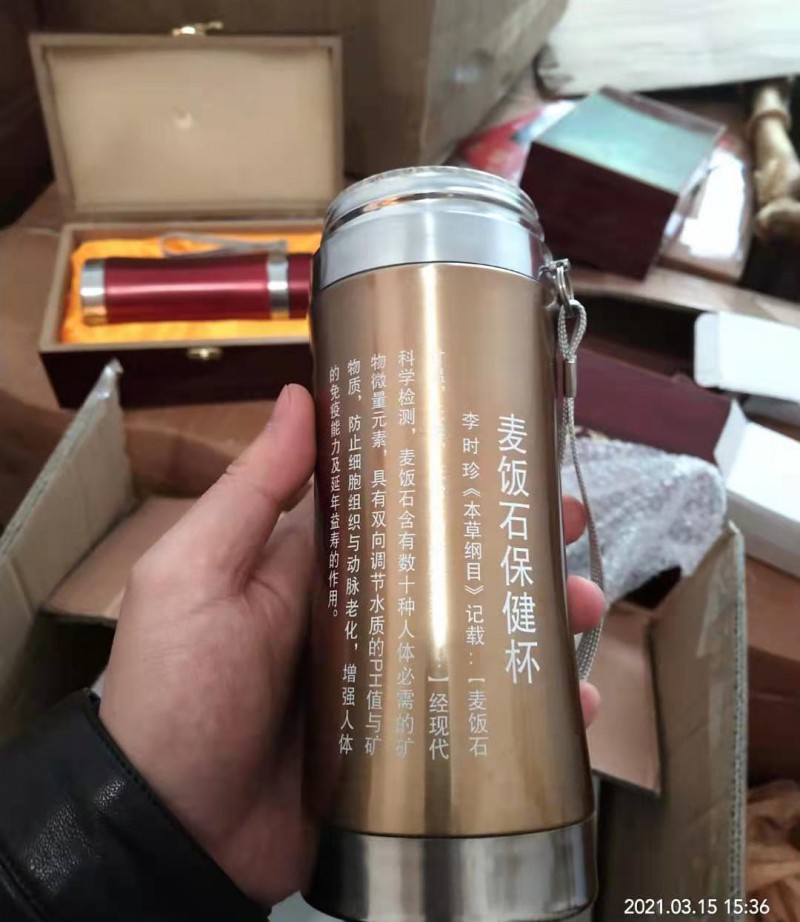 麦饭石保健杯
李时珍《本草纲目》记载：【麦饭石
】经现代
科学检测，麦饭石含有数十种人体必需的矿
物微量元素，具有双向调节水质的PH值与矿
物质，防止细胞组织与动脉老化，增强人体
的免疫能力及延年益寿的作用。
2021.03.15 15:36